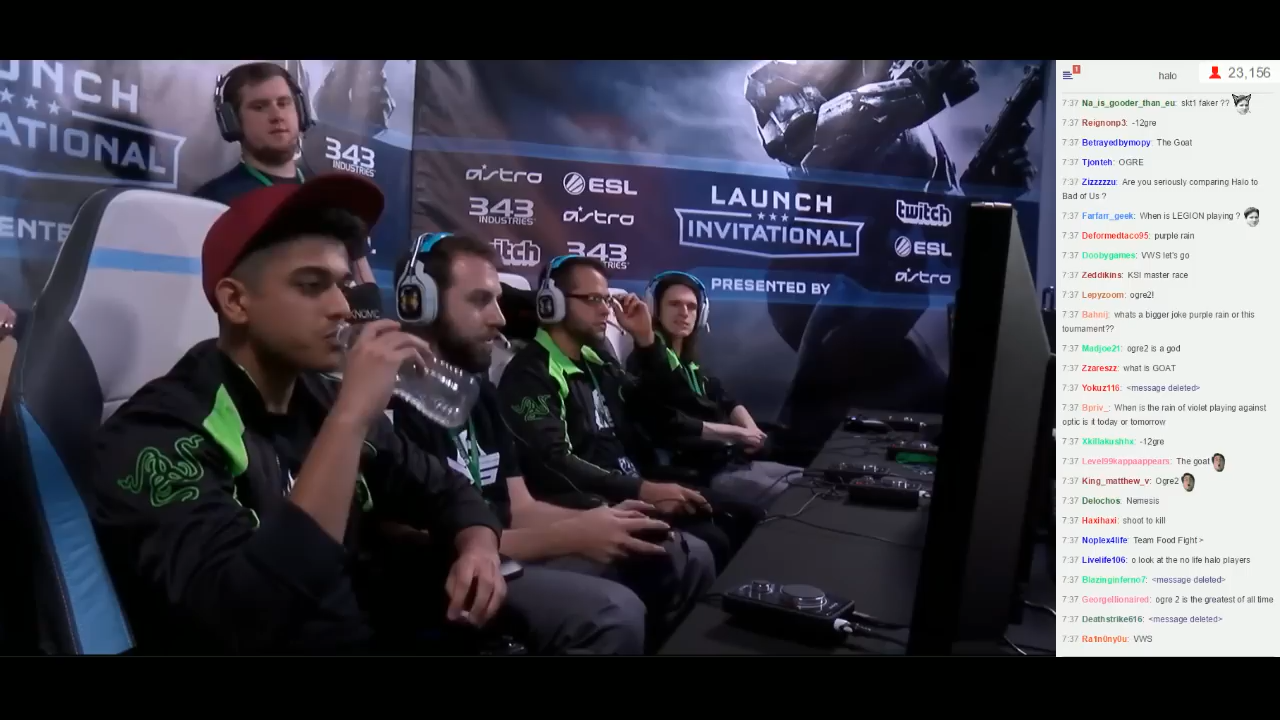 UNCH
ATIONAL
ENTE
343
INDUSTRIES
ASTRO
ESL
343
INDUSTRIES
ASTRO
itch
343
STRIES
LAUNCH
INVITATIONAL
PRESENTED BY
twitch
ESL
ASTRO
KNOMC
1
halo
23,156
7:37 Na_is_gooder_than_eu: skt1 faker ??
7:37 Reignonp3: -12gre
7:37 Betrayedbymopy: The Goat
7:37 Tjonteh: OGRE
7:37 Zizzzzzu: Are you seriously comparing Halo to
Bad of Us ?
7:37 Farfarr_geek: When is LEGION playing ?
7:37 Deformedtaco95: purple rain
7:37 Doobygames: VWS let's go
7:37 Zeddikins: KSI master race
7:37 Lepyzoom: ogre2!
7:37 Bahnij: whats a bigger joke purple rain or this
tournament??
7:37 Madjoe21: ogre2 is a god
7:37 Zzareszz: what is GOAT
7:37 Yokuz116: <message deleted>
7:37 Bpriv_: When is the rain of violet playing against
optic is it today or tomorrow
7:37 Xkillakushhx: -12gre
7:37 Level99kappaappears: The goat
7:37 King_matthew_v: Ogre2
7:37 Delochos: Nemesis
7:37 Haxihaxi: shoot to kill
7:37 Noplex4life: Team Food Fight >
7:37 Livelife106: o look at the no life halo players
7:37 Blazinginferno7: <message deleted>
7:37 Georgellionaired: ogre 2 is the greatest of all time
7:37 Deathstrike616: <message deleted>
7:37 Ra1n0ny0u: VWS